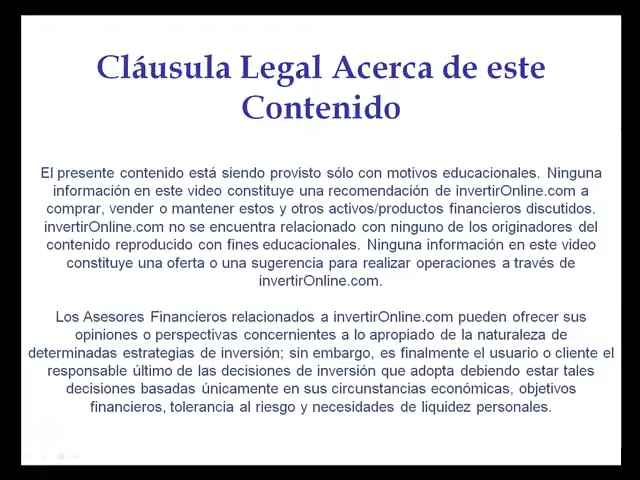 Cláusula Legal Acerca de este
Contenido
El presente contenido está siendo provisto sólo con motivos educacionales. Ninguna
información en este video constituye una recomendación de invertirOnline.com a
comprar, vender o mantener estos y otros activos/productos financieros discutidos.
invertirOnline.com no se encuentra relacionado con ninguno de los originadores del
contenido reproducido con fines educacionales. Ninguna información en este video
constituye una oferta o una sugerencia para realizar operaciones a través de
invertirOnline.com.
Los Asesores Financieros relacionados a invertirOnline.com pueden ofrecer sus
opiniones o perspectivas concernientes a lo apropiado de la naturaleza de
determinadas estrategias de inversión; sin embargo, es finalmente el usuario o cliente el
responsable último de las decisiones de inversión que adopta debiendo estar tales
decisiones basadas únicamente en sus circunstancias económicas, objetivos
financieros, tolerancia al riesgo y necesidades de liquidez personales.